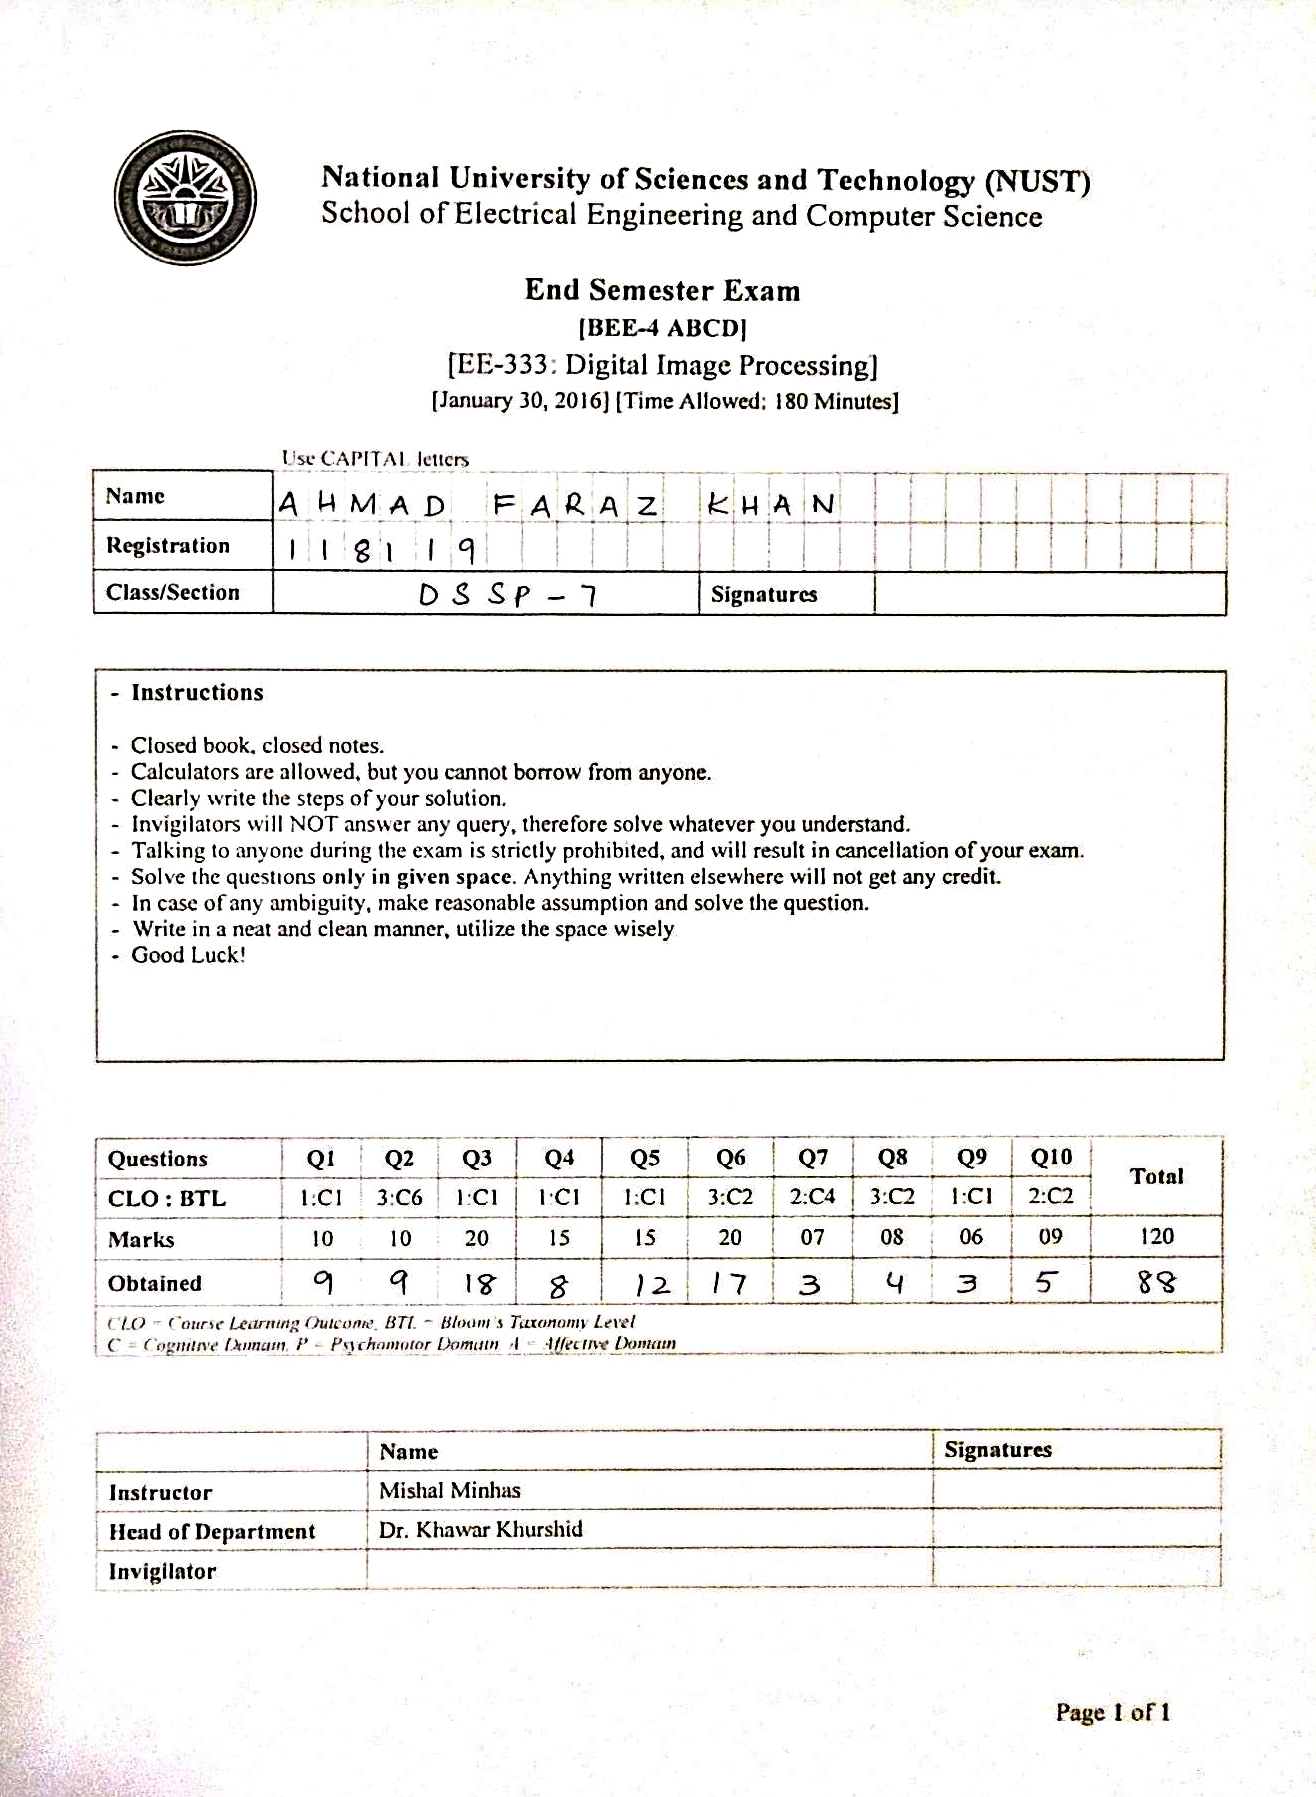 National University of Sciences and Technology (NUST)
School of Electrical Engineering and Computer Science
End Semester Exam
[BEE-4 ABCD]
[EE-333: Digital Image Processing]
[January 30, 2016] [Time Allowed: 180 Minutes]
Use CAPITAL letters
Name AHMAD FARAZ KHAN
Registration 118119
Class/Section DSSP-7 Signatures
- Instructions
- Closed book, closed notes.
- Calculators are allowed, but you cannot borrow from anyone.
- Clearly write the steps of your solution.
- Invigilators will NOT answer any query, therefore solve whatever you understand.
- Talking to anyone during the exam is strictly prohibited, and will result in cancellation of your exam.
- Solve the questions only in given space. Anything written elsewhere will not get any credit.
- In case of any ambiguity, make reasonable assumption and solve the question.
- Write in a neat and clean manner, utilize the space wisely
- Good Luck!
Questions Q1 Q2 Q3 Q4 Q5 Q6 Q7 Q8 Q9 Q10 Total
CLO : BTL 1:C1 3:C6 1:C1 1:C1 1:C1 3:C2 2:C4 3:C2 1:C1 2:C2
Marks 10 10 20 15 15 20 07 08 06 09 120
Obtained 9 9 18 8 12 17 3 4 3 5 88
CLO = Course Learning Outcome, BTL = Bloom's Taxonomy Level
C = Cognitive Domain, P = Psychomotor Domain A = Affective Domain
Name Signatures
Instructor Mishal Minhas
Head of Department Dr. Khawar Khurshid
Invigilator
Page 1 of 1